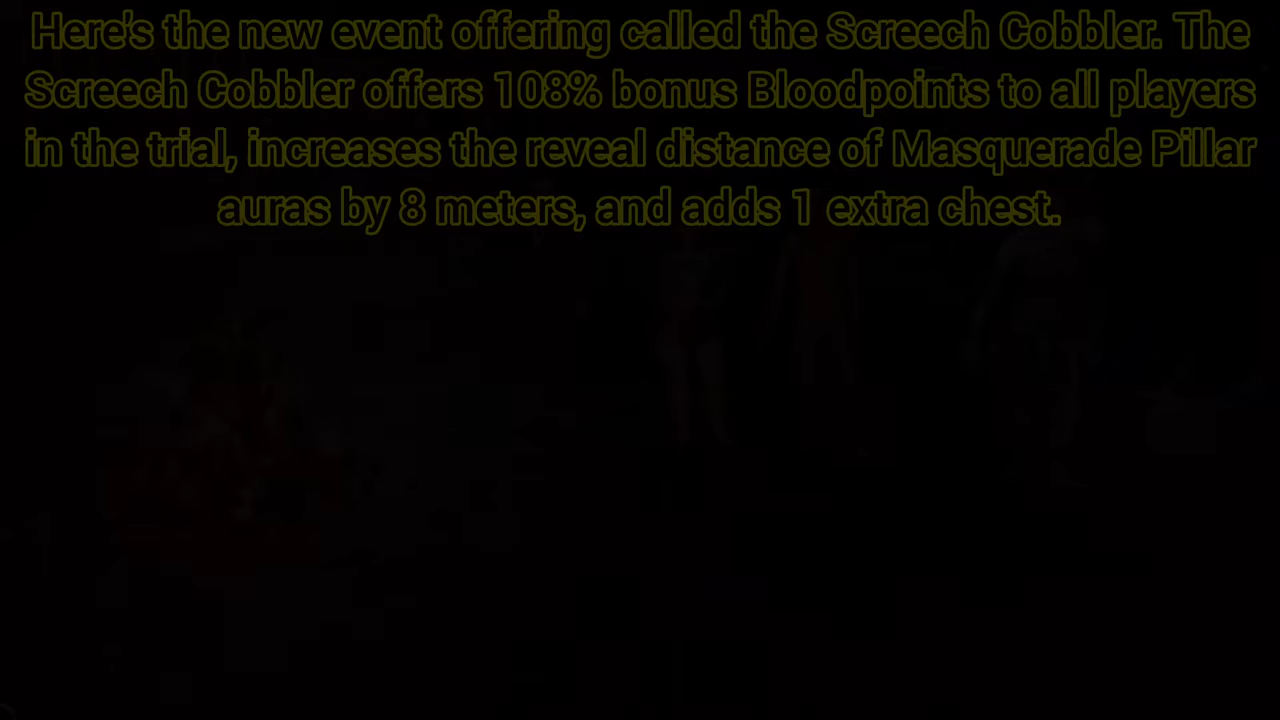 Here's the new event offering called the Screech Cobbler. The
Screech Cobbler offers 108% bonus Bloodpoints to all players
in the trial, increases the reveal distance of Masquerade Pillar
auras by 8 meters, and adds 1 extra chest.